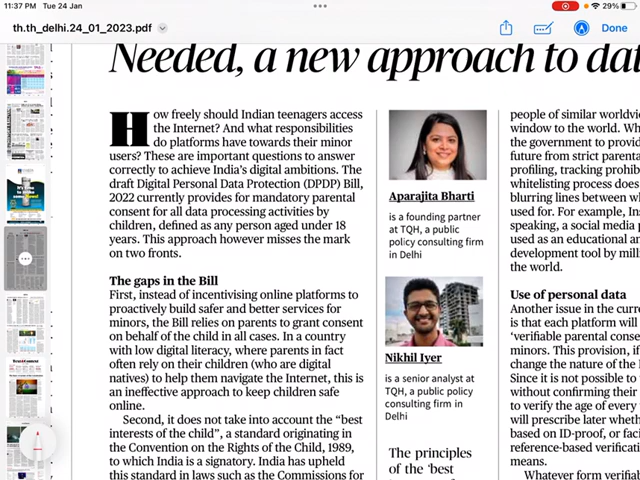 11:37 PM Tue 24 Jan
29%
th.th_delhi.24_01_2023.pdf
Done
Needed, a new approach to dat
How freely should Indian teenagers access
the Internet? And what responsibilities
do platforms have towards their minor
users? These are important questions to answer
correctly to achieve India's digital ambitions. The
draft Digital Personal Data Protection (DPDP) Bill,
2022 currently provides for mandatory parental
consent for all data processing activities by
children, defined as any person aged under 18
years. This approach however misses the mark
on two fronts.
The gaps in the Bill
First, instead of incentivising online platforms to
proactively build safer and better services for
minors, the Bill relies on parents to grant consent
on behalf of the child in all cases. In a country
with low digital literacy, where parents in fact
often rely on their children (who are digital
natives) to help them navigate the Internet, this is
an ineffective approach to keep children safe
online.
Second, it does not take into account the "best
interests of the child", a standard originating in
the Convention on the Rights of the Child, 1989,
to which India is a signatory. India has upheld
this standard in laws such as the Commissions for
Aparajita Bharti
is a founding partner
at TQH, a public
policy consulting firm
in Delhi
Nikhil Iyer
is a senior analyst at
TQH, a public policy
consulting firm in
Delhi
The principles
of the 'best
people of similar worldvie
window to the world. Wh
the government to provid
future from strict parenta
profiling, tracking prohib
whitelisting process does
blurring lines between wh
used for. For example, Ins
speaking, a social media p
used as an educational an
development tool by milli
the world.
Use of personal data
Another issue in the curre
is that each platform will
'verifiable parental conse
minors. This provision, if
change the nature of the I
Since it is not possible to
without confirming their
to verify the age of every
will prescribe later wheth
based on ID-proof, or faci
reference-based verificati
means.
Whatever form verifiab